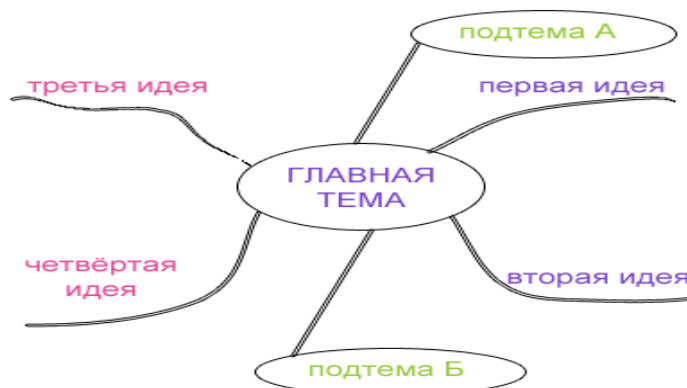 подтема А
третья идея
первая идея
ГЛАВНАЯ
ТЕМА
четвёртая
идея
вторая идея
подтема Б